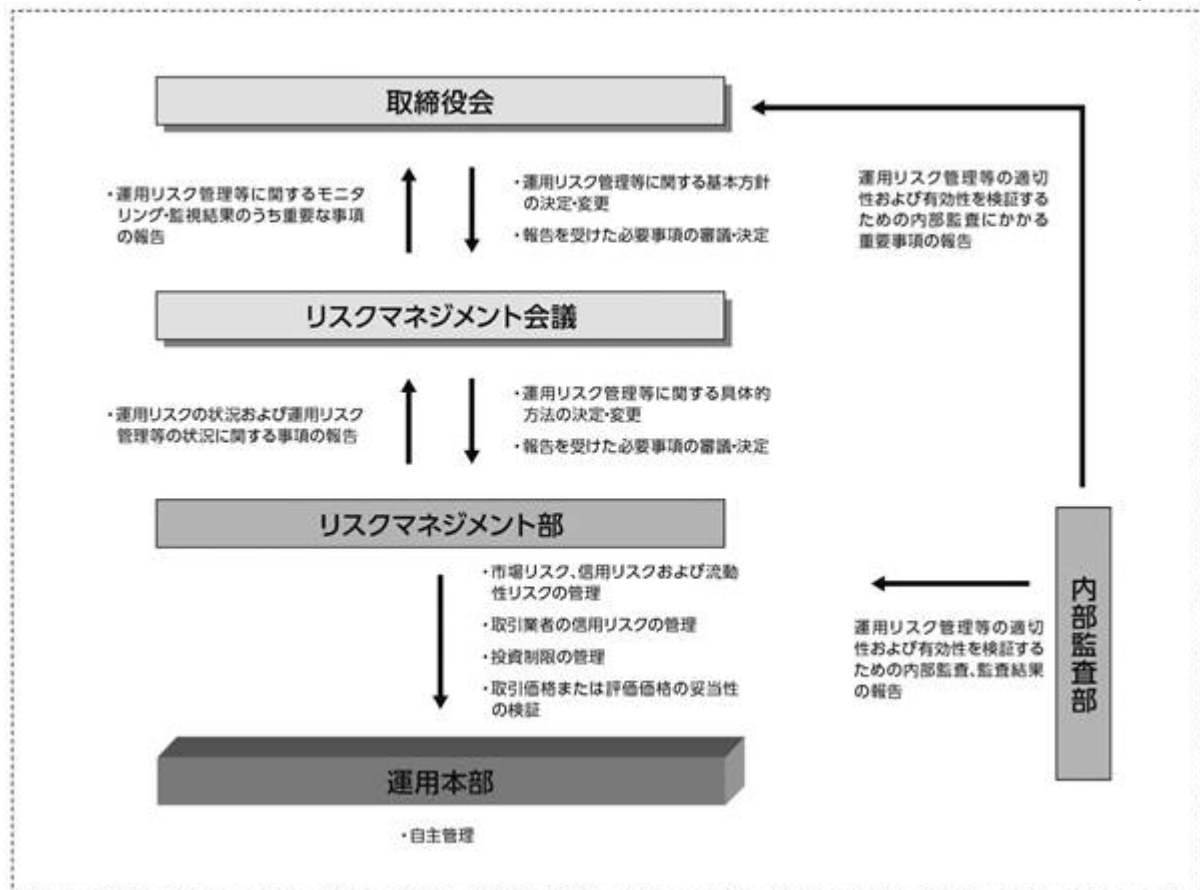 取締役会
・運用リスク管理等に関するモニタ
リング・監視結果のうち重要な事項
の報告
・運用リスク管理等に関する基本方針
の決定・変更
・報告を受けた必要事項の審議・決定
運用リスク管理等の適切
性および有効性を検証する
ための内部監査にかかる
重要事項の報告
リスクマネジメント会議
・運用リスクの状況および運用リスク
管理等の状況に関する事項の報告
・運用リスク管理等に関する具体的
方法の決定・変更
・報告を受けた必要事項の審議・決定
リスクマネジメント部
・市場リスク、信用リスクおよび流動
性リスクの管理
・取引業者の信用リスクの管理
・投資制限の管理
・取引価格または評価価格の妥当性
の検証
運用リスク管理等の適切
性および有効性を検証する
ための内部監査、監査結果
の報告
内部監査部
運用本部
・自主管理